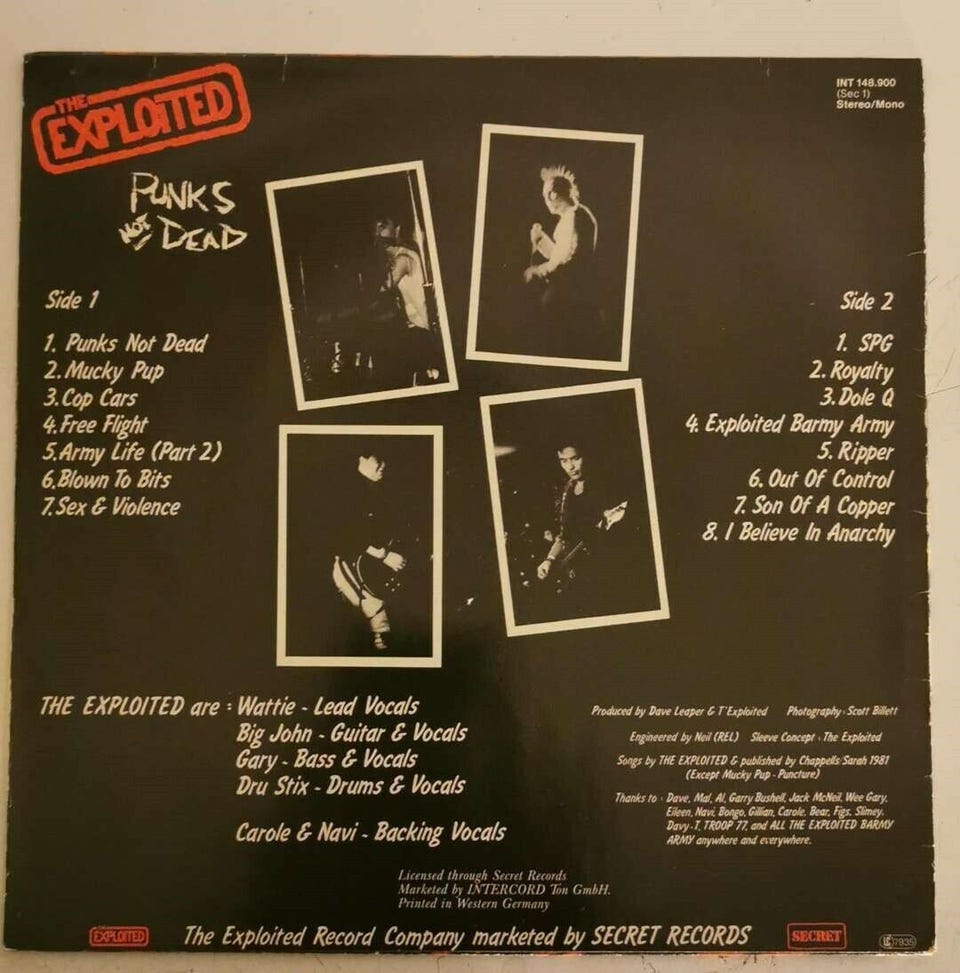 THE
EXPLOITED
PUNKS
NOT
DEAD
INT 148.900
(Sec 1)
Stereo/Mono
Side 1
1. Punks Not Dead
2. Mucky Pup
3. Cop Cars
4. Free Flight
5. Army Life (Part 2)
6. Blown To Bits
7. Sex & Violence
Side 2
1. SPG
2. Royalty
3. Dole Q
4. Exploited Barmy Army
5. Ripper
6. Out Of Control
7. Son Of A Copper
8. I Believe In Anarchy
THE EXPLOITED are : Wattie - Lead Vocals
Big John - Guitar & Vocals
Gary - Bass & Vocals
Dru Stix - Drums & Vocals
Carole & Navi - Backing Vocals
Produced by Dave Leaper & T'Exploited Photography : Scott Billett
Engineered by Neil (REL) Sleeve Concept : The Exploited
Songs by THE EXPLOITED & published by Chappells/Sarah 1981
(Except Mucky Pup - Puncture)
Thanks to : Dave, Mal, Al, Garry Bushell, Jack McNeil, Wee Gary,
Eileen, Navi, Bongo, Gillian, Carole, Bear, Figs, Slimey,
Davy-T, TROOP 77, and ALL THE EXPLOITED BARMY
ARMY anywhere and everywhere.
Licensed through Secret Records
Marketed by INTERCORD Ton GmbH.
Printed in Western Germany
EXPLOITED
The Exploited Record Company marketed by SECRET RECORDS
SECRET
LC 7935